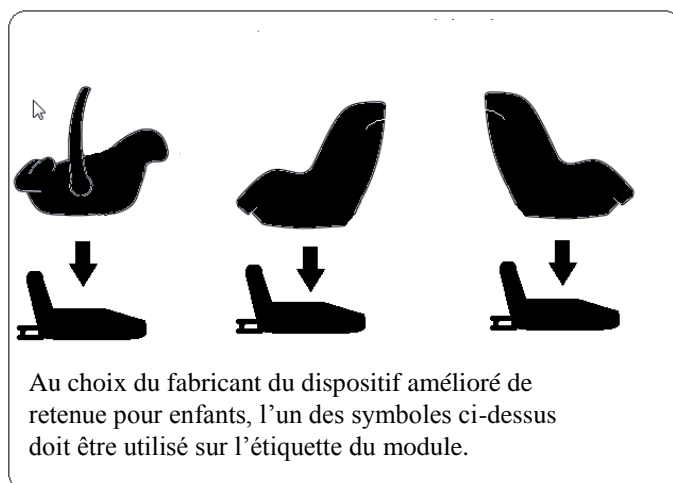 Au choix du fabricant du dispositif amélioré de
retenue pour enfants, l’un des symboles ci-dessus
doit être utilisé sur l’étiquette du module.